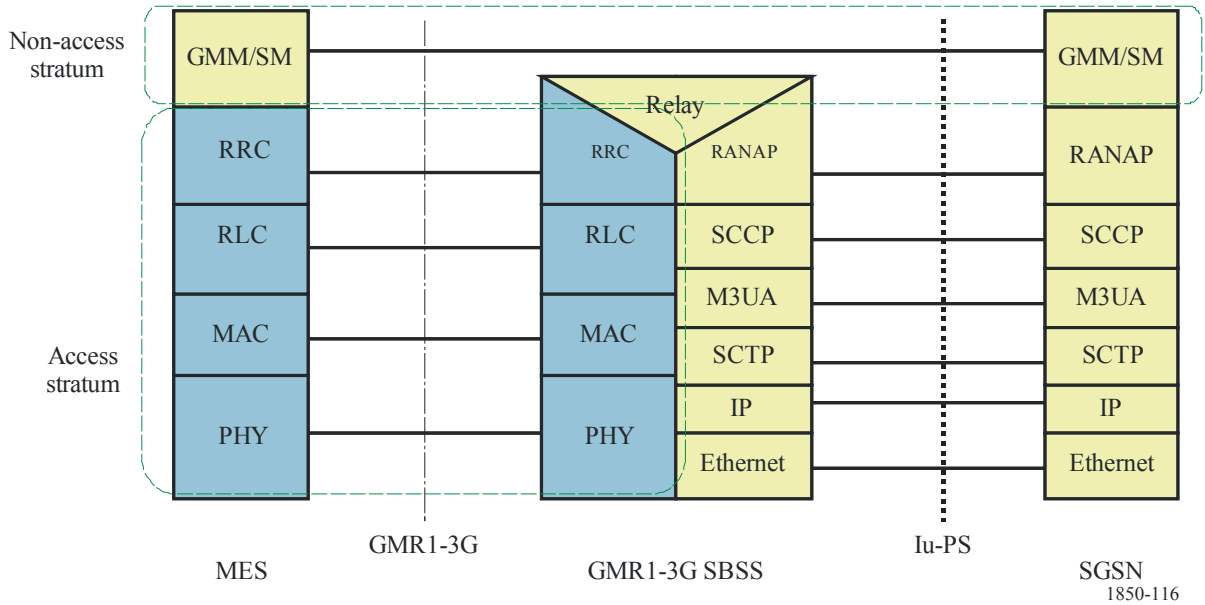 Non-access
stratum
GMM/SM
GMM/SM
Relay
RRC
RRC
RANAP
RANAP
RLC
RLC
SCCP
SCCP
M3UA
M3UA
MAC
MAC
SCTP
SCTP
Access
stratum
IP
IP
PHY
PHY
Ethernet
Ethernet
GMR1-3G
Iu-PS
MES
GMR1-3G SBSS
SGSN
1850-116